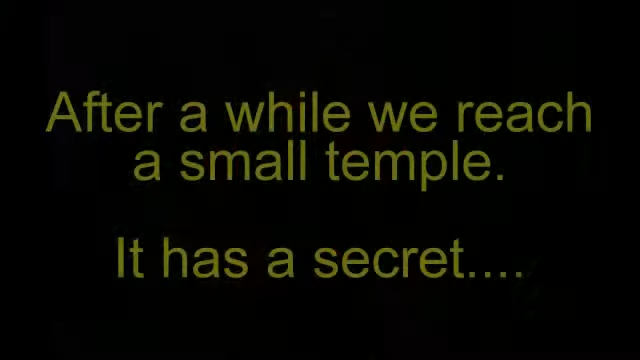 After a while we reach
a small temple.
It has a secret....